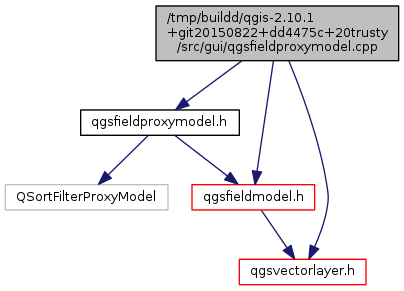 /tmp/buildd/qgis-2.10.1
+git20150822+dd4475c+20trusty
/src/gui/qgsfieldproxymodel.cpp
qgsfieldproxymodel.h
QSortFilterProxyModel
qgsfieldmodel.h
qgsvectorlayer.h